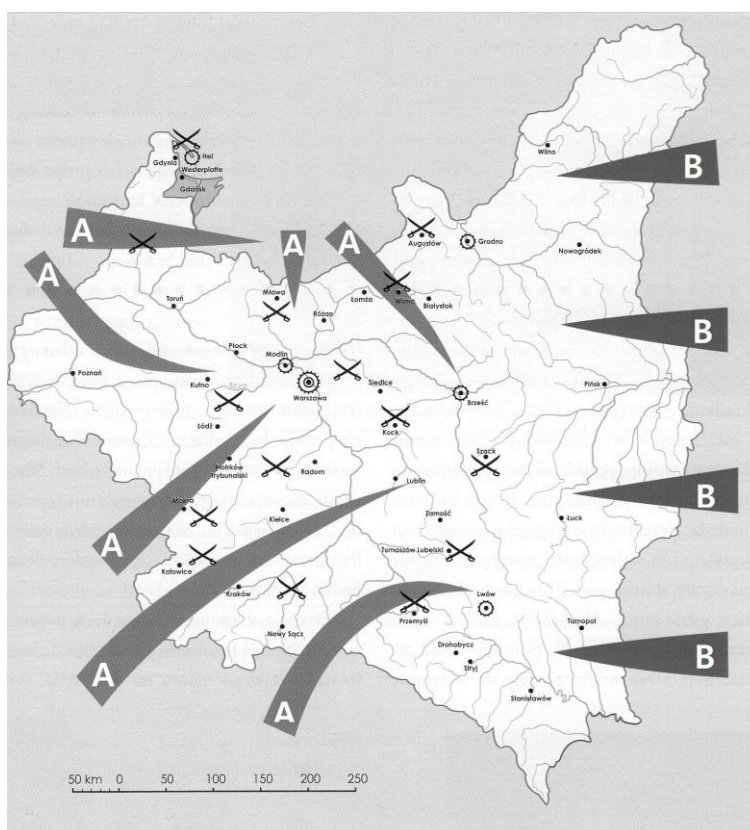 Wilno
B
Gdynia
Hel
Westerplatte
Gdańsk
A
A
A
Augustów
Grodno
Nowogródek
A
Toruń
Mława
Różan
Łomża
Wizna
Białystok
B
Poznań
Płock
Modlin
Kutno
Warszawa
Siedlce
Brześć
Pińsk
Łódź
Kock
Piotrków
Trybunalski
Radom
Szack
Lublin
B
Mokra
Kielce
Zamość
Łuck
A
Katowice
Tomaszów Lubelski
Kraków
Lwów
Przemyśl
Tarnopol
Nowy Sącz
A
Drohobycz
Stryj
B
A
Stanisławów
50 km 0 50 100 150 200 250